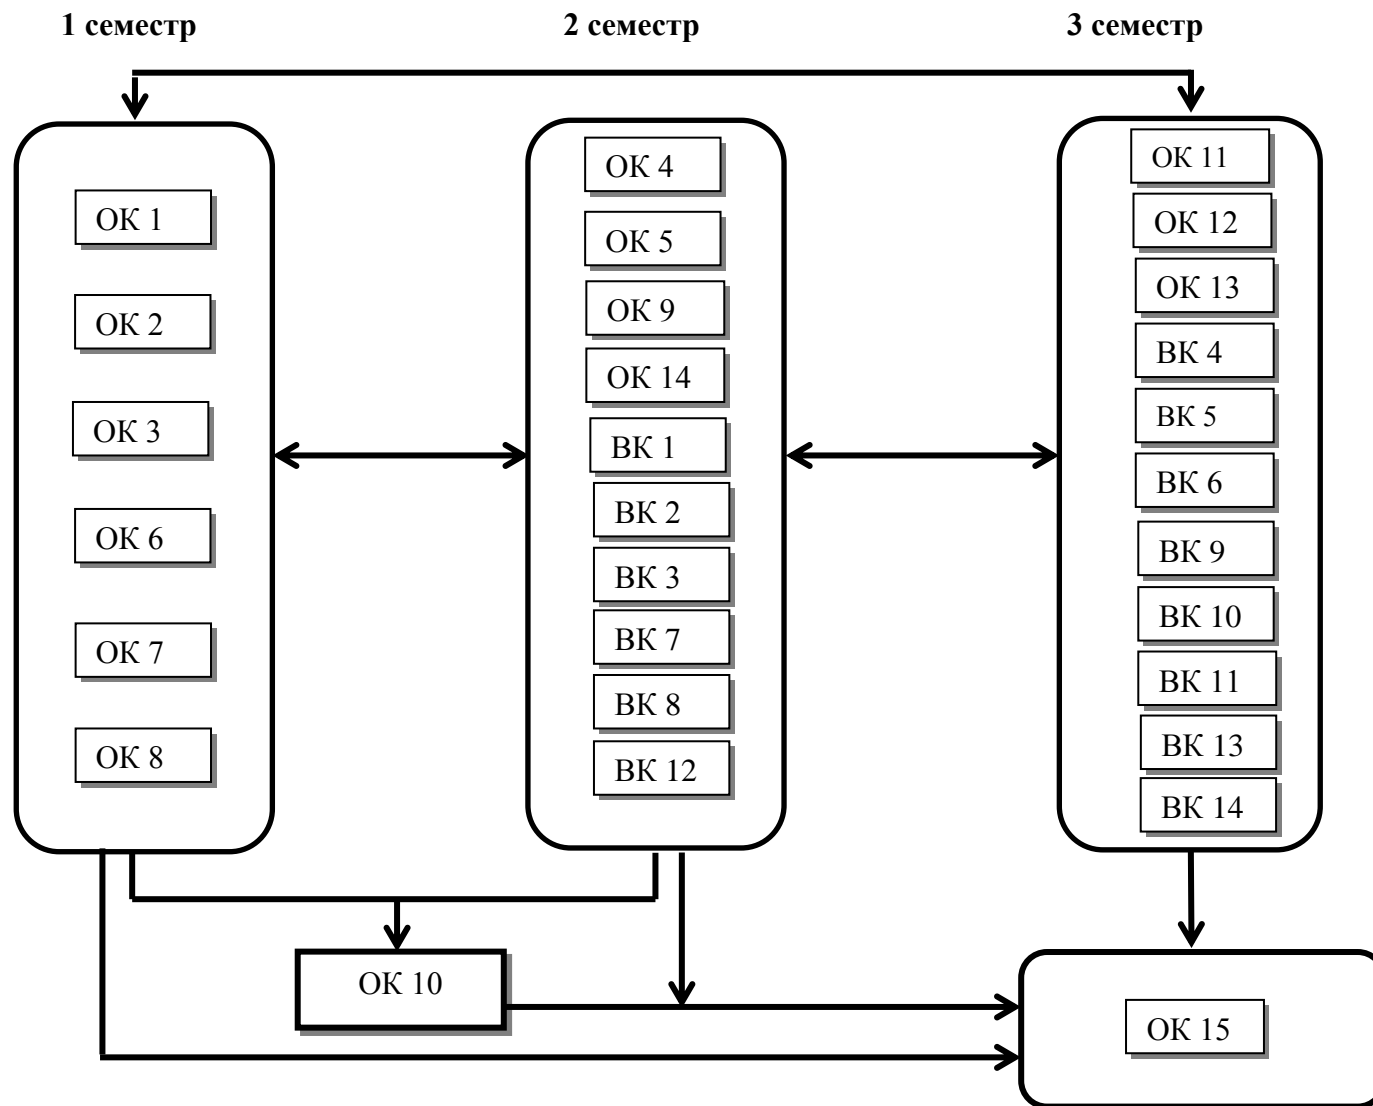 1 семестр
2 семестр
3 семестр
ОК 1
ОК 2
ОК 3
ОК 6
ОК 7
ОК 8
ОК 4
ОК 5
ОК 9
ОК 14
ВК 1
ВК 2
ВК 3
ВК 7
ВК 8
ВК 12
ОК 11
ОК 12
ОК 13
ВК 4
ВК 5
ВК 6
ВК 9
ВК 10
ВК 11
ВК 13
ВК 14
ОК 10
ОК 15